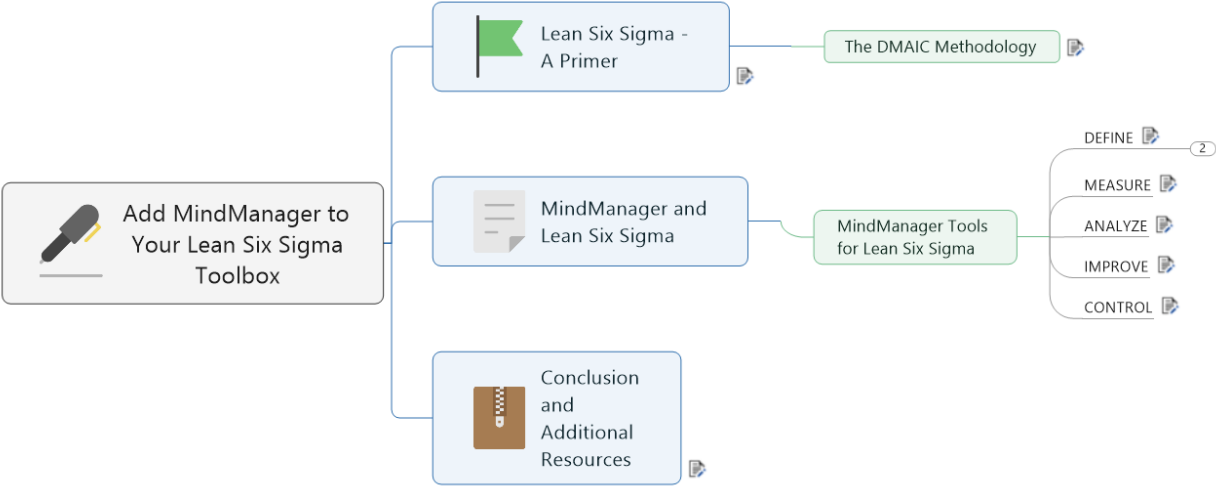 Add MindManager to
Your Lean Six Sigma
Toolbox
Lean Six Sigma -
A Primer
The DMAIC Methodology
MindManager and
Lean Six Sigma
MindManager Tools
for Lean Six Sigma
DEFINE
2
MEASURE
ANALYZE
IMPROVE
CONTROL
Conclusion
and
Additional
Resources